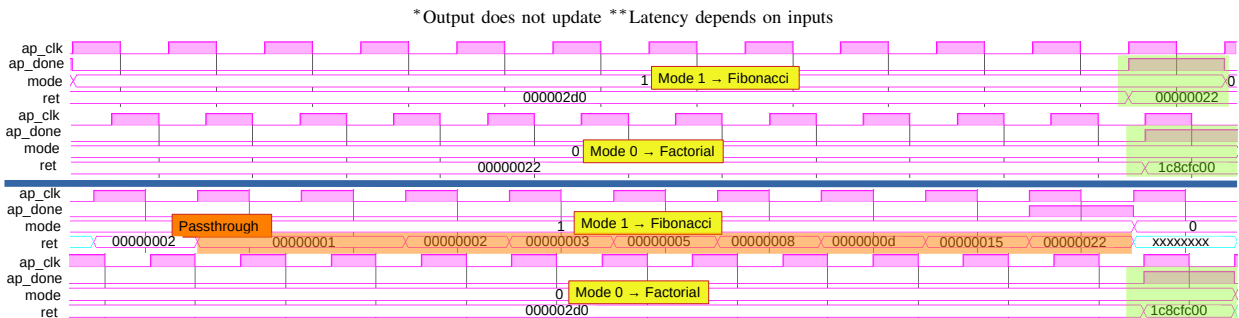 *Output does not update **Latency depends on inputs
ap_clk
ap_done
mode 1 Mode 1 → Fibonacci 0
ret 000002d0 00000022
ap_clk
ap_done
mode 0 Mode 0 → Factorial
ret 00000022 1c8cfc00
ap_clk
ap_done
mode Passthrough 1 Mode 1 → Fibonacci 0
ret 00000002 00000001 00000002 00000003 00000005 00000008 0000000d 00000015 00000022 xxxxxxxx
ap_clk
ap_done
mode 0 Mode 0 → Factorial
ret 000002d0 1c8cfc00